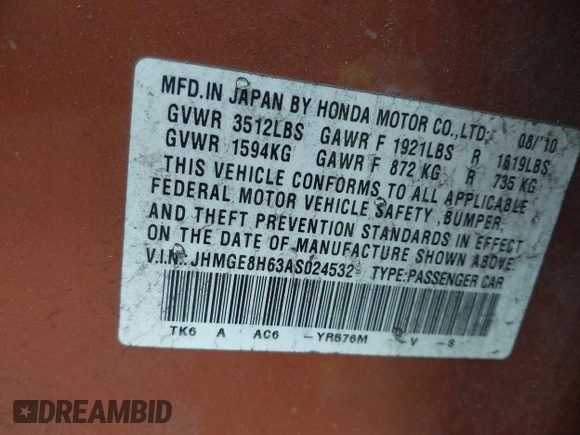 MFD.IN JAPAN BY HONDA MOTOR CO.,LTD: 08/'10
GVWR 3512LBS GAWR F 1921LBS R 1619LBS
GVWR 1594KG GAWR F 872 KG R 735 KG
THIS VEHICLE CONFORMS TO ALL APPLICABLE
FEDERAL MOTOR VEHICLE SAFETY ,BUMPER,
AND THEFT PREVENTION STANDARDS IN EFFECT
ON THE DATE OF MANUFACTURE SHOWN ABOVE.
V.I.N.:JHMGE8H63AS024532 TYPE:PASSENGER CAR
TK6 A AC6 -YR576M -V -S
DREAMBID